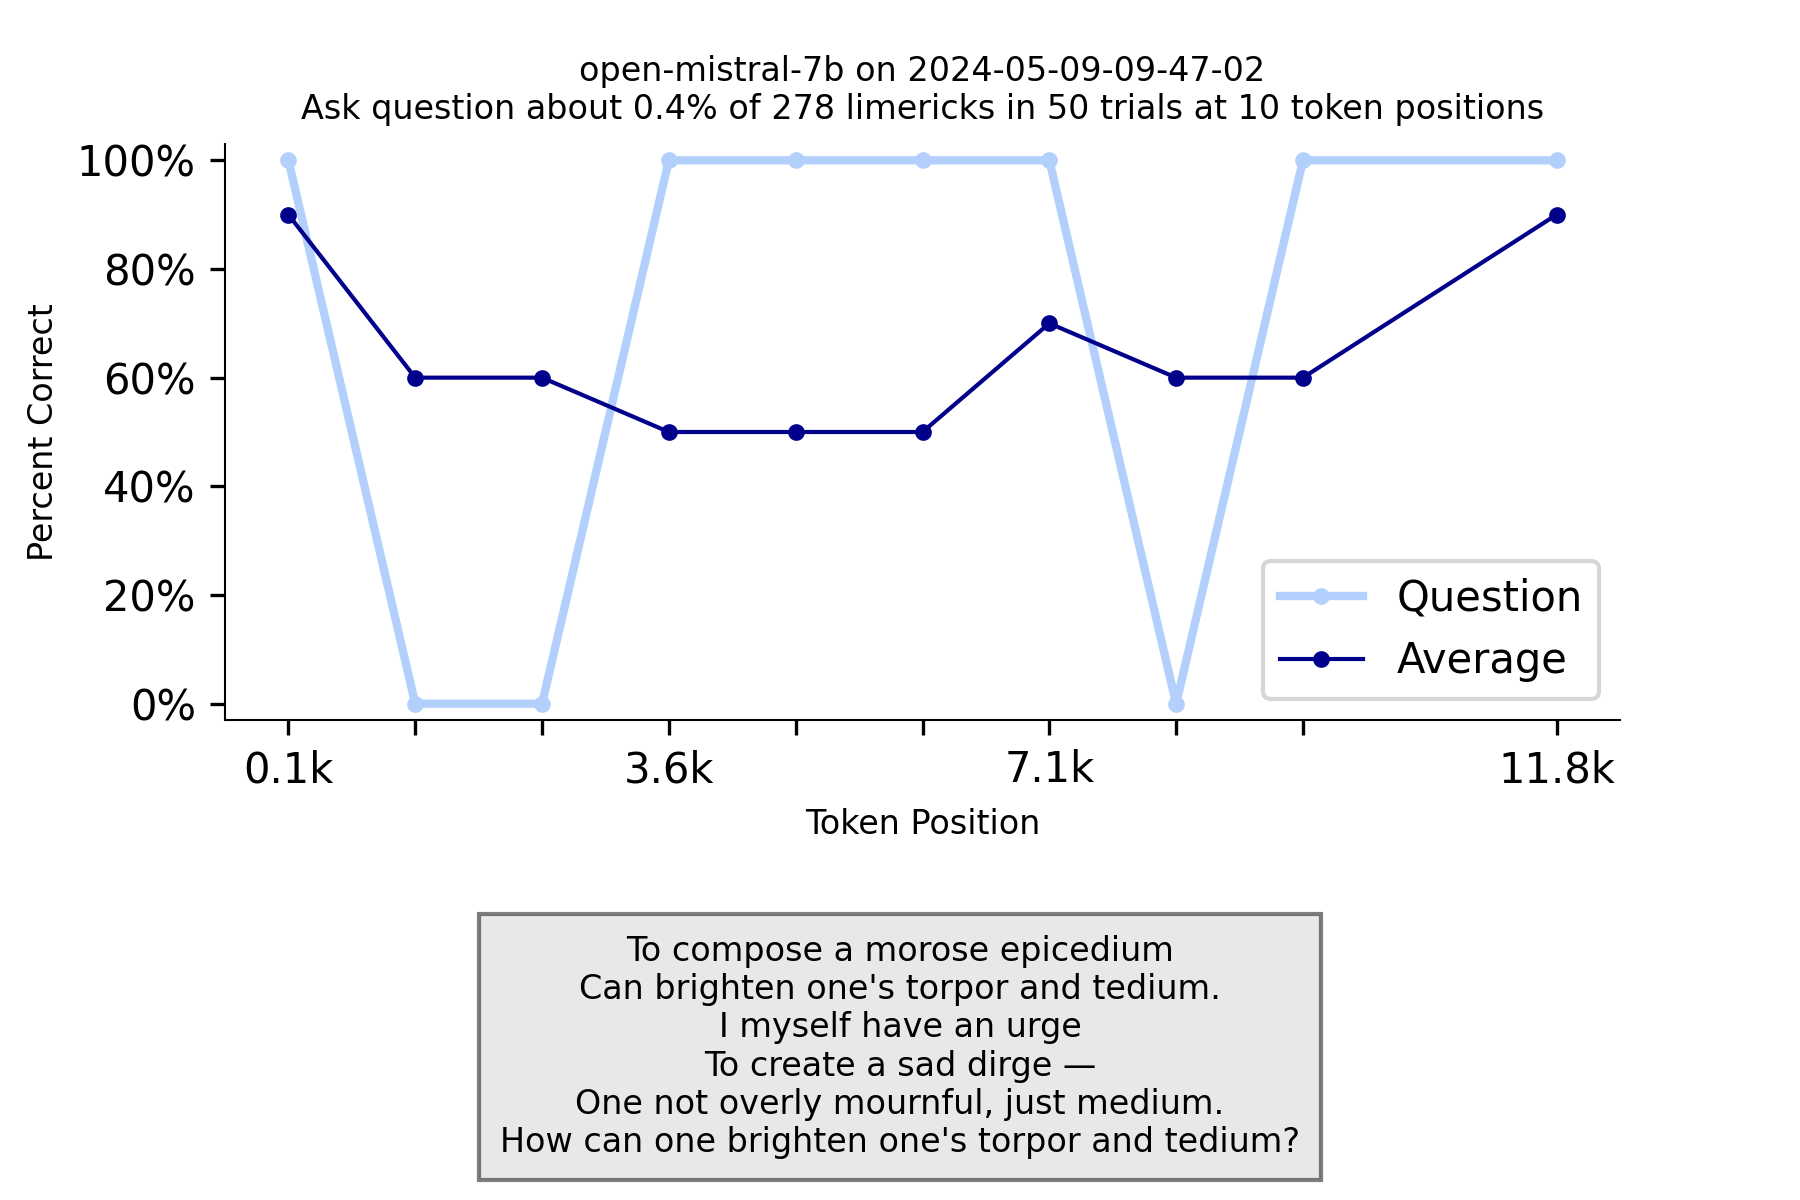 open-mistral-7b on 2024-05-09-09-47-02
Ask question about 0.4% of 278 limericks in 50 trials at 10 token positions
100%
80%
60%
40%
20%
0%
Percent Correct
Question
Average
0.1k 3.6k 7.1k 11.8k
Token Position
To compose a morose epicedium
Can brighten one's torpor and tedium.
I myself have an urge
To create a sad dirge —
One not overly mournful, just medium.
How can one brighten one's torpor and tedium?